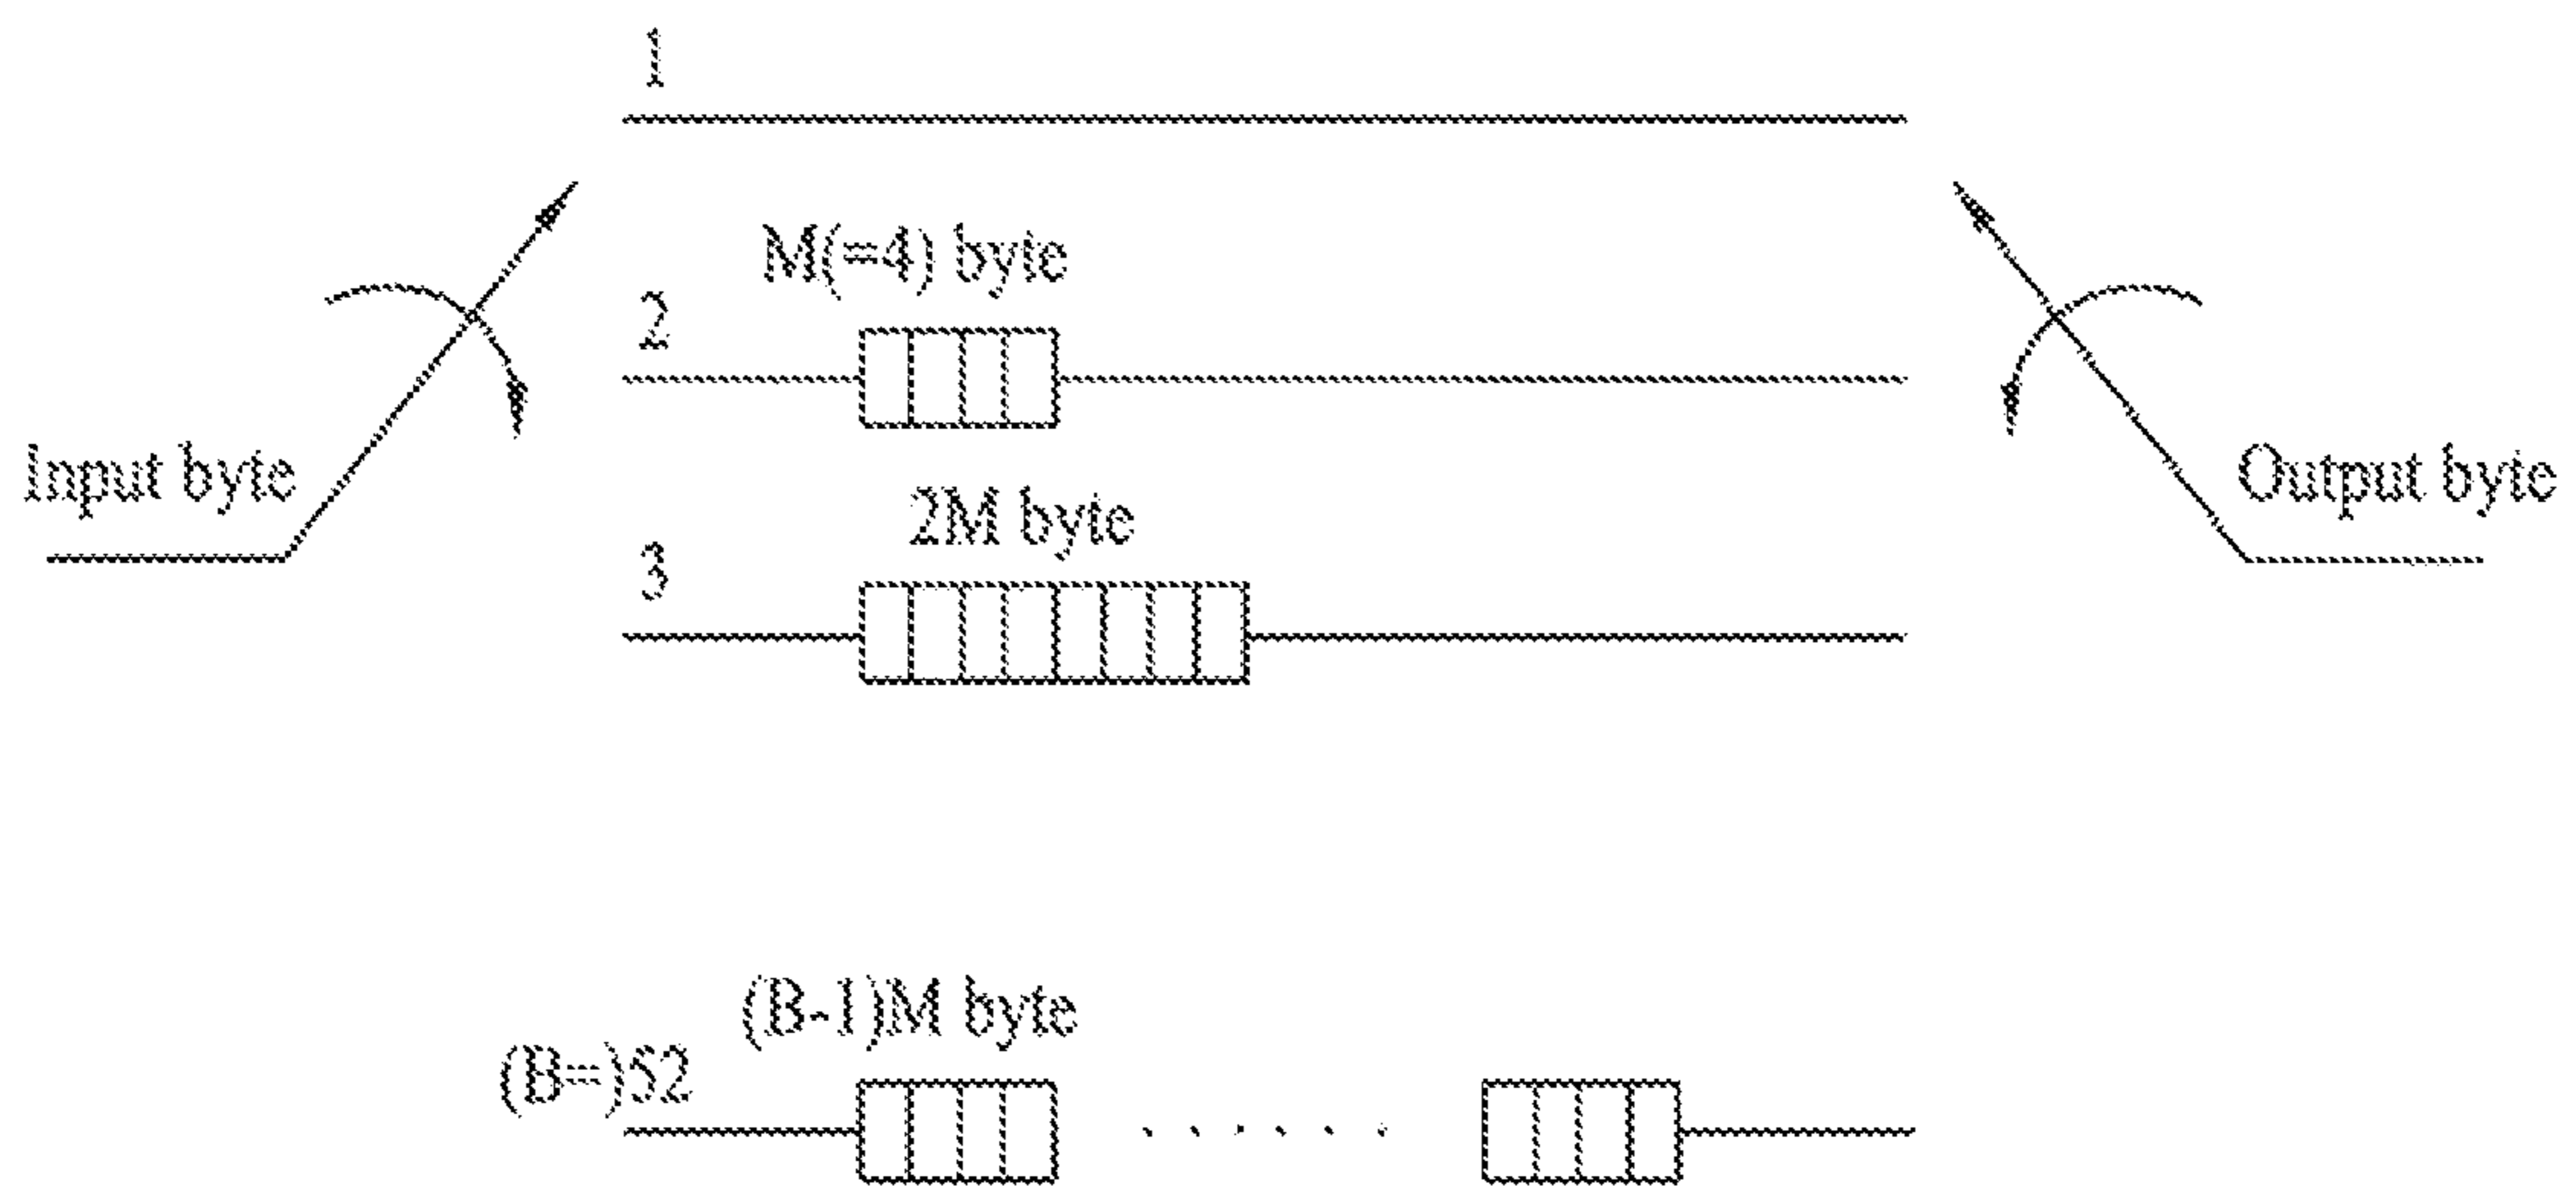 1
M(=4) byte
2
Input byte
Output byte
2M byte
3
(B-1)M byte
(B=)52